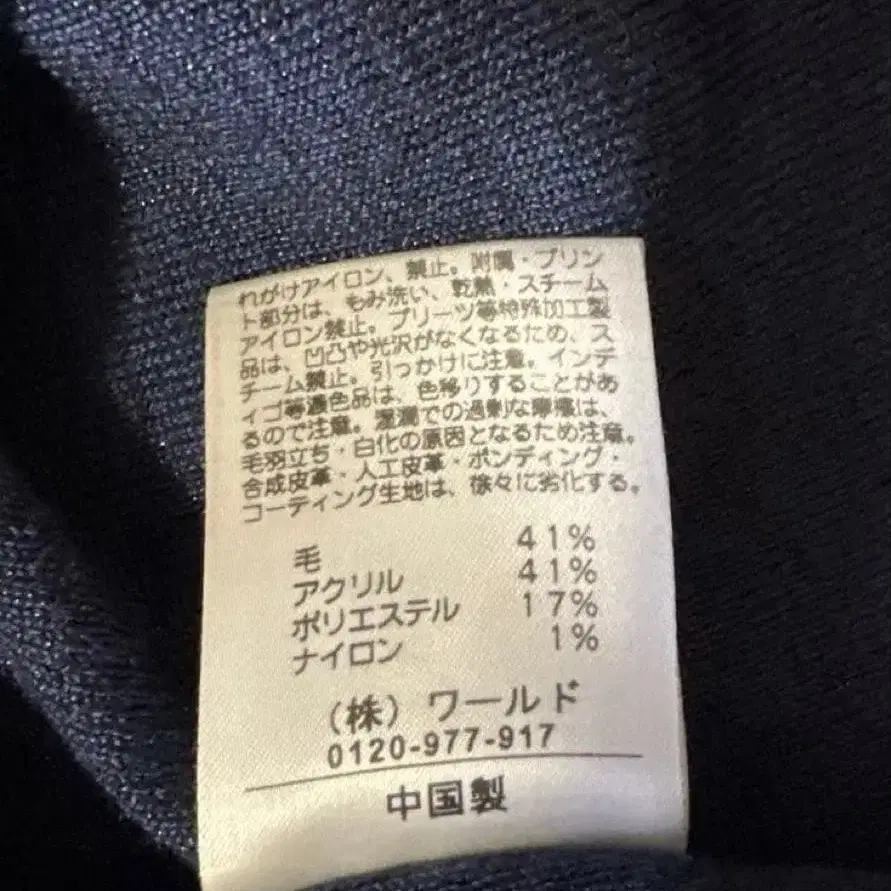 れがけアイロン、禁止。附属・プリン
ト部分は、もみ洗い、乾熱・スチーム
アイロン禁止。プリーツ等特殊加工製
品は、凹凸や光沢がなくなるため、ス
チーム禁止。引っかけに注意。インデ
ィゴ等濃色品は、色移りすることがあ
るので注意。湿潤での過剰な摩擦は、
毛羽立ち・白化の原因となるため注意。
合成皮革・人工皮革・ボンディング・
コーティング生地は、徐々に劣化する。
毛 41%
アクリル 41%
ポリエステル 17%
ナイロン 1%
(株) ワールド
0120-977-917
中国製